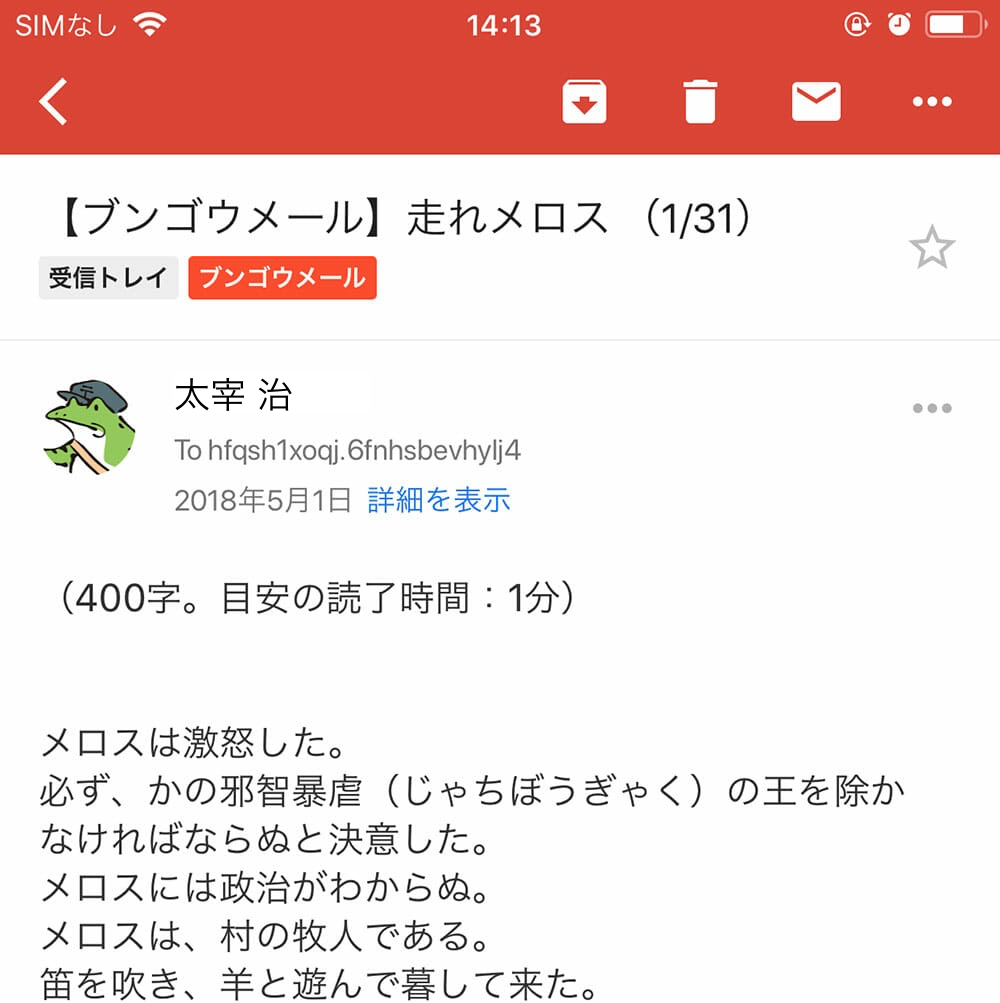 SIMなし 14:13
【ブンゴウメール】走れメロス （1/31）
受信トレイ ブンゴウメール
太宰 治
To hfqsh1xoqj.6fnhsbevhylj4
2018年5月1日 詳細を表示
（400字。目安の読了時間：1分）
メロスは激怒した。
必ず、かの邪智暴虐（じゃちぼうぎゃく）の王を除か
なければならぬと決意した。
メロスには政治がわからぬ。
メロスは、村の牧人である。
笛を吹き、羊と遊んで暮して来た。